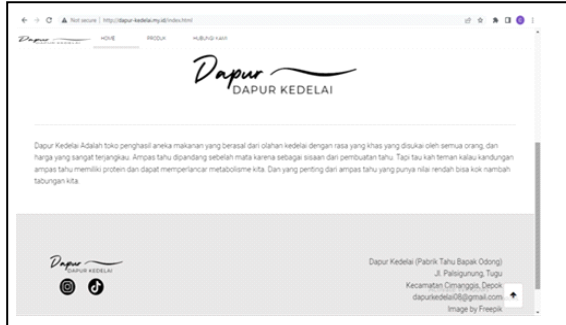 Not secure | http://dapur-kedelai.my.id/index.html
Dapur
HOME PRODUK HUBUNGI KAMI
Dapur
DAPUR KEDELAI
Dapur Kedelai Adalah toko penghasil aneka makanan yang berasal dari olahan kedelai dengan rasa yang khas yang disukai oleh semua orang, dan
harga yang sangat terjangkau. Ampas tahu dipandang sebelah mata karena sebagai sisaan dari pembuatan tahu. Tapi tau kah teman kalau kandungan
ampas tahu memiliki protein dan dapat memperlancar metabolisme kita. Dan yang penting dari ampas tahu yang punya nilai rendah bisa kok nambah
tabungan kita.
Dapur
DAPUR KEDELAI
Dapur Kedelai (Pabrik Tahu Bapak Odong)
Jl. Palsigunung, Tugu
Kecamatan Cimanggis, Depok
dapurkedelai08@gmail.com
Image by Freepik